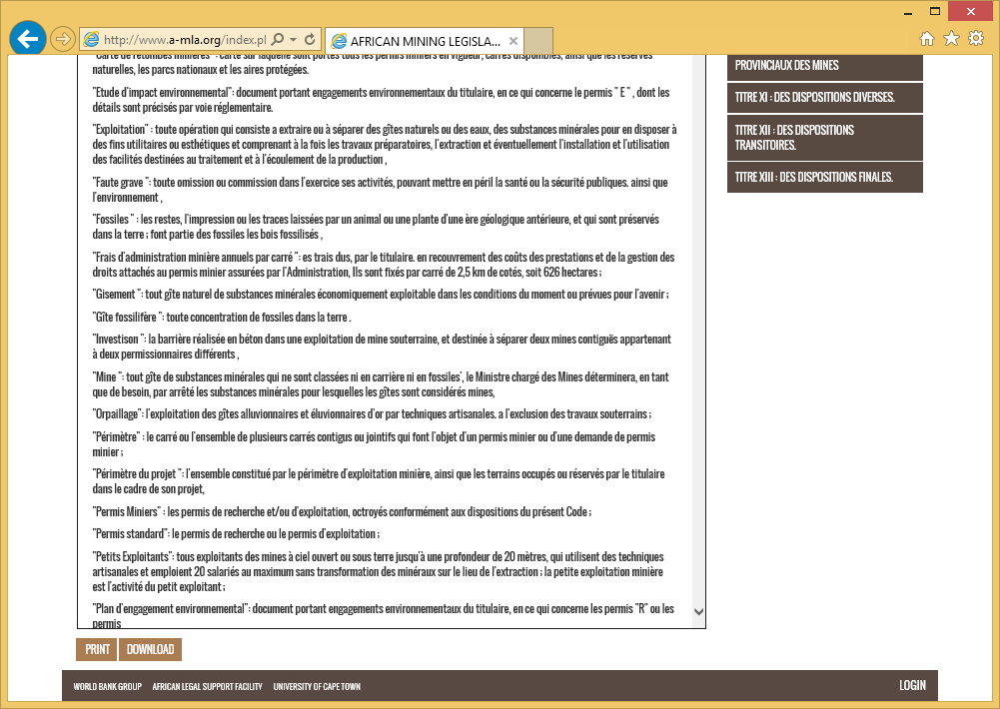 http://www.a-mla.org/index.pl
AFRICAN MINING LEGISLA...
"Carte de retombes minières": carte sur laquelle sont portés tous les permis miniers en vigueur, carrés disponibles, ainsi que les réserves
naturelles, les parcs nationaux et les aires protégées.
"Etude d'impact environnemental": document portant engagements environnementaux du titulaire, en ce qui concerne le permis " E " , dont les
détails sont précisés par voie réglementaire.
"Exploitation" : toute opération qui consiste a extraire ou à séparer des gîtes naturels ou des eaux, des substances minérales pour en disposer à
des fins utilitaires ou esthétiques et comprenant à la fois les travaux préparatoires, l'extraction et éventuellement l'installation et l'utilisation
des facilités destinées au traitement et à l'écoulement de la production ,
"Faute grave ": toute omission ou commission dans l'exercice ses activités, pouvant mettre en péril la santé ou la sécurité publiques. ainsi que
l'environnement ,
"Fossiles " : les restes, l'impression ou les traces laissées par un animal ou une plante d'une ère géologique antérieure, et qui sont préservés
dans la terre ; font partie des fossiles les bois fossilisés ,
"Frais d'administration minière annuels par carré ": es trais dus, par le titulaire. en recouvrement des coûts des prestations et de la gestion des
droits attachés au permis minier assurées par l'Administration, Ils sont fixés par carré de 2,5 km de cotés, soit 626 hectares ;
"Gisement ": tout gîte naturel de substances minérales économiquement exploitable dans les conditions du moment ou prévues pour l'avenir ;
"Gîte fossilifère ": toute concentration de fossiles dans la terre .
"Investison ": la barrière réalisée en béton dans une exploitation de mine souterraine, et destinée à séparer deux mines contiguës appartenant
à deux permissionnaires différents ,
"Mine ": tout gîte de substances minérales qui ne sont classées ni en carrière ni en fossiles', le Ministre chargé des Mines déterminera, en tant
que de besoin, par arrêté les substances minérales pour lesquelles les gîtes sont considérés mines,
"Orpaillage": l'exploitation des gîtes alluvionnaires et éluvionnaires d'or par techniques artisanales. a l'exclusion des travaux souterrains ;
"Périmètre" : le carré ou l'ensemble de plusieurs carrés contigus ou jointifs qui font l'objet d'un permis minier ou d'une demande de permis
minier ;
"Périmètre du projet ": l'ensemble constitué par le périmètre d'exploitation minière, ainsi que les terrains occupés ou réservés par le titulaire
dans le cadre de son projet,
"Permis Miniers" : les permis de recherche et/ou d'exploitation, octroyés conformément aux dispositions du présent Code ;
"Permis standard": le permis de recherche ou le permis d'exploitation ;
"Petits Exploitants": tous exploitants des mines à ciel ouvert ou sous terre jusqu'à une profondeur de 20 mètres, qui utilisent des techniques
artisanales et emploient 20 salariés au maximum sans transformation des minéraux sur le lieu de l'extraction ; la petite exploitation minière
est l'activité du petit exploitant ;
"Plan d'engagement environnemental": document portant engagements environnementaux du titulaire, en ce qui concerne les permis "R" ou les
permis
PROVINCIAUX DES MINES
TITRE XI : DES DISPOSITIONS DIVERSES.
TITRE XII : DES DISPOSITIONS
TRANSITOIRES.
TITRE XIII : DES DISPOSITIONS FINALES.
PRINT
DOWNLOAD
WORLD BANK GROUP
AFRICAN LEGAL SUPPORT FACILITY
UNIVERSITY OF CAPE TOWN
LOGIN